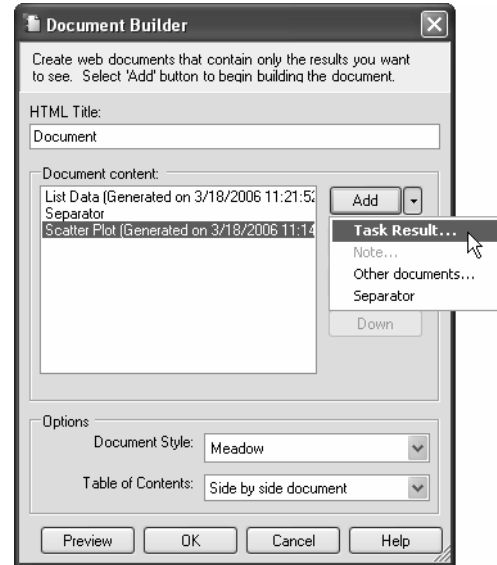 Document Builder
Create web documents that contain only the results you want
to see. Select 'Add' button to begin building the document.
HTML Title:
Document
Document content:
List Data (Generated on 3/18/2006 11:21:52
Separator
Scatter Plot (Generated on 3/18/2006 11:14
Add
Task Result...
Note...
Other documents...
Separator
Down
Options
Document Style:
Meadow
Table of Contents:
Side by side document
Preview
OK
Cancel
Help